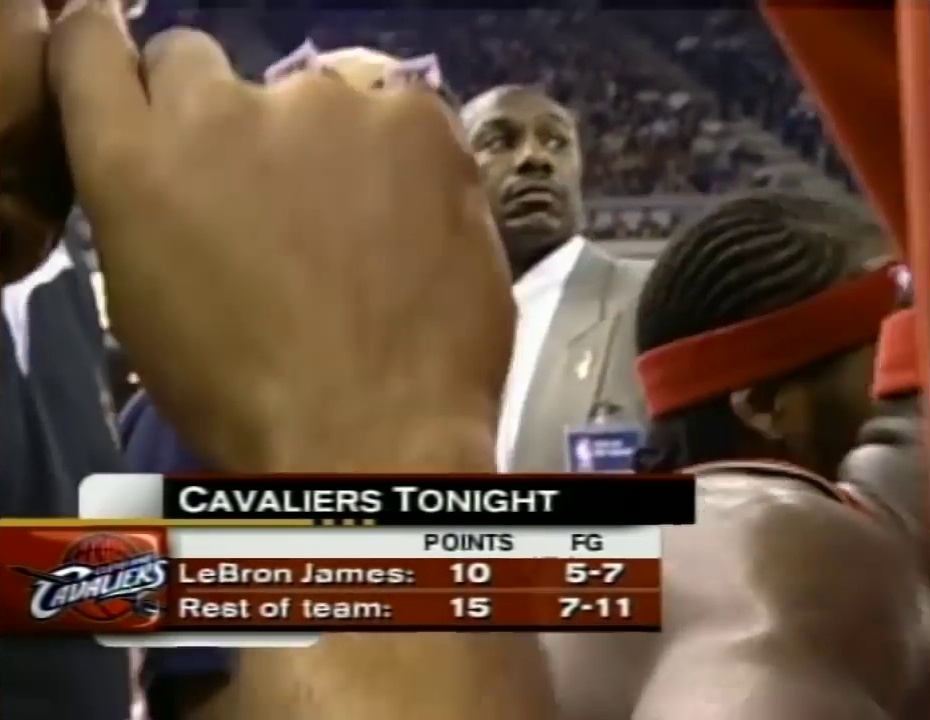 CAVALIERS TONIGHT
POINTS FG
LeBron James: 10 5-7
Rest of team: 15 7-11
CAVALIERS